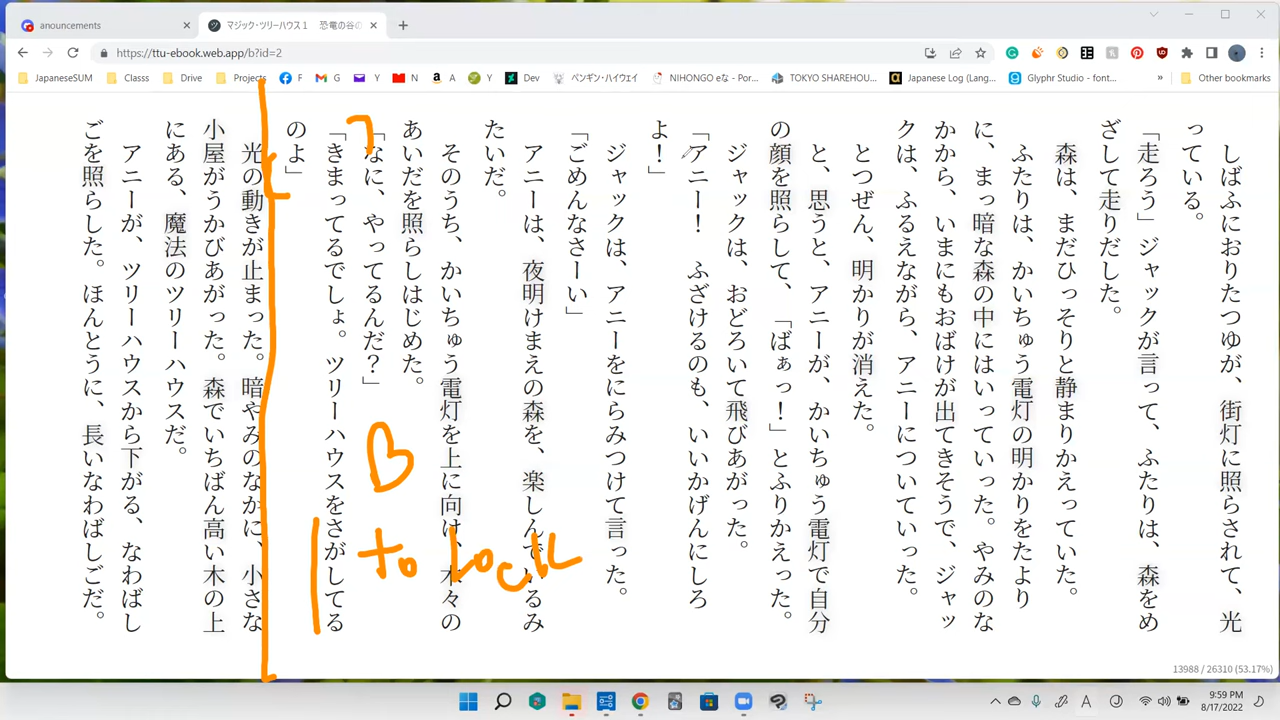 anouncements
マジック・ツリーハウス１　恐竜の谷の
https://ttu-ebook.web.app/b?id=2
JapaneseSUM
Classs
Drive
Projects
F
M G
Y
N
a A
Y
Dev
ペンギン・ハイウェイ
NIHONGO eな - Por...
TOKYO SHAREHOU...
Japanese Log (Lang...
Glyphr Studio - font...
»
Other bookmarks
しばふにおりたつゆが、街灯に照らされて、光
っている。
「走ろう」ジャックが言って、ふたりは、森をめ
ざして走りだした。
森は、まだひっそりと静まりかえっていた。
ふたりは、かいちゅう電灯の明かりをたより
に、まっ暗な森の中にはいっていった。やみのな
かから、いまにもおばけが出てきそうで、ジャッ
クは、ふるえながら、アニーについていった。
とつぜん、明かりが消えた。
と、思うと、アニーが、かいちゅう電灯で自分
の顔を照らして、「ばぁっ！」とふりかえった。
ジャックは、おどろいて飛びあがった。
「アニー！　ふざけるのも、いいかげんにしろ
よ！」
ジャックは、アニーをにらみつけて言った。
「ごめんなさーい」
アニーは、夜明けまえの森を、楽しんでいるみ
たいだ。
そのうち、かいちゅう電灯を上に向け、木々の
あいだを照らしはじめた。
「なに、やってるんだ？」
「きまってるでしょ。ツリーハウスをさがしてる
のよ」
光の動きが止まった。暗やみのなかに、小さな
小屋がうかびあがった。森でいちばん高い木の上
にある、魔法のツリーハウスだ。
アニーが、ツリーハウスから下がる、なわばし
ごを照らした。ほんとうに、長いなわばしごだ。
B
to Lock
13988 / 26310 (53.17%)
A
9:59 PM
8/17/2022